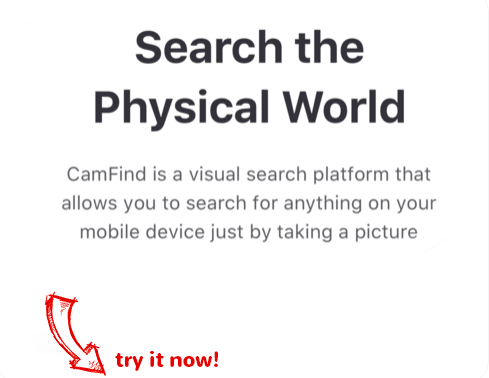 Search the
Physical World
CamFind is a visual search platform that
allows you to search for anything on your
mobile device just by taking a picture
try it now!